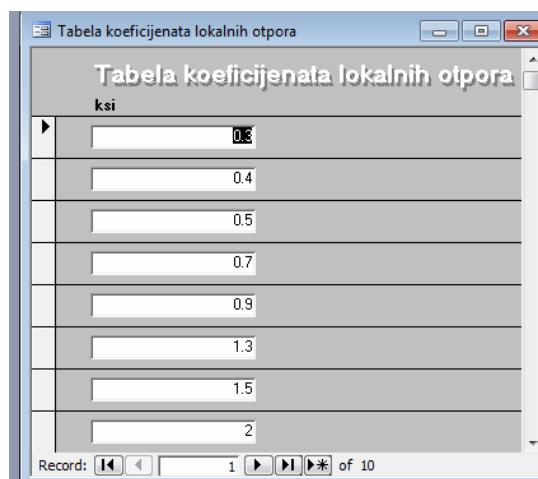 Tabela koeficijenata lokalnih otpora
Tabela koeficijenata lokalnih otpora
ksi
0.3
0.4
0.5
0.7
0.9
1.3
1.5
2
Record: 1 of 10